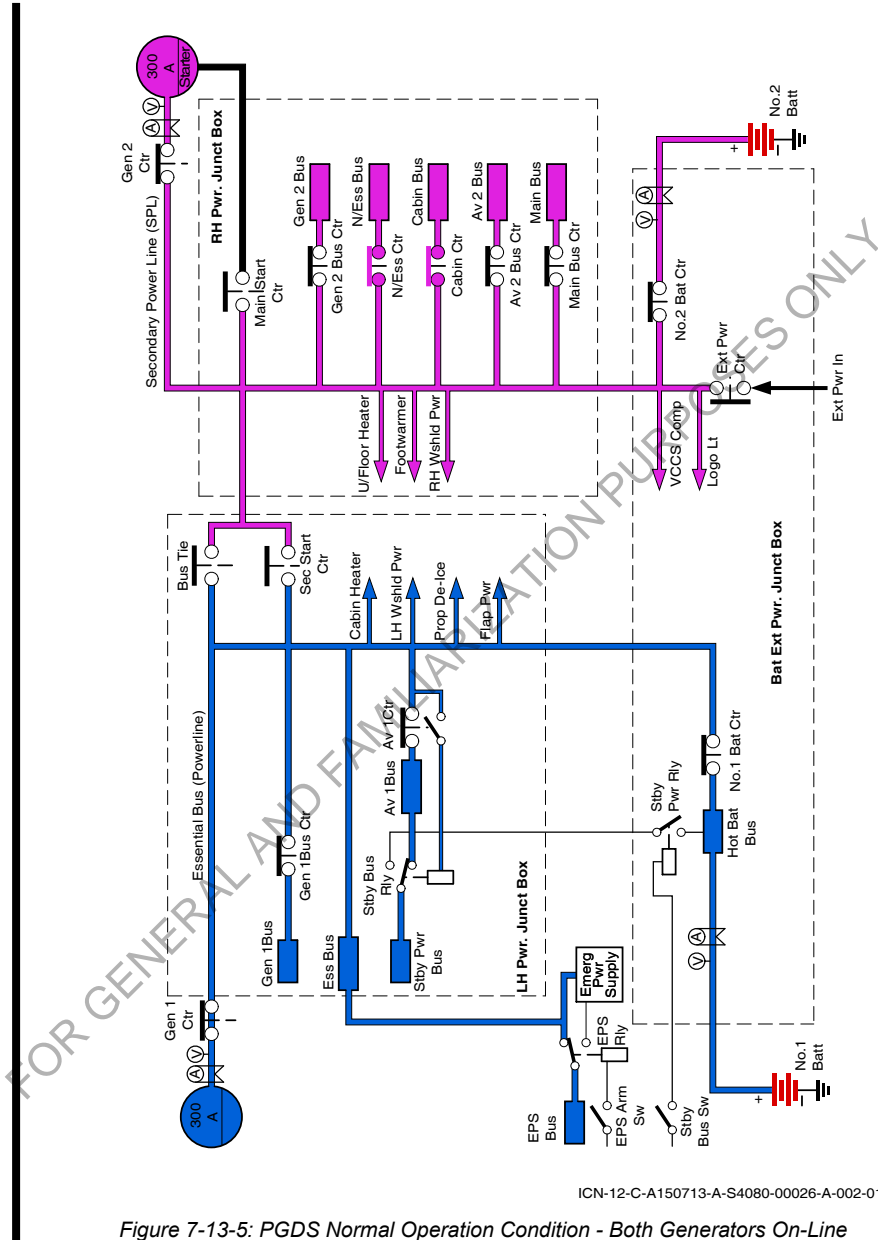 300
A
Starter
A
V
Gen 2
Ctr
Secondary Power Line (SPL)
RH Pwr. Junct Box
Main Start
Ctr
Gen 2 Bus
Gen 2 Bus Ctr
N/Ess Bus
N/Ess Ctr
Cabin Bus
Cabin Ctr
Av 2 Bus
Av 2 Bus Ctr
Main Bus
Main Bus Ctr
U/Floor Heater
Footwarmer
RH Wshld Pwr
No.2
Batt
+
−
A
V
No.2 Bat Ctr
Ext Pwr
Ctr
Ext Pwr In
VCCS Comp
Logo Lt
Bat Ext Pwr. Junct Box
Bus Tie
Sec Start
Ctr
Essential Bus (Powerline)
Cabin Heater
LH Wshld Pwr
Prop De-Ice
Flap Pwr
Gen 1Bus Ctr
Gen 1Bus
Av 1Ctr
Av 1Bus
Stby Bus
Rly
Ess Bus
Stby Pwr
Bus
LH Pwr. Junct Box
Gen 1
Ctr
A
V
300
A
Emerg
Pwr
Supply
EPS
Rly
EPS
Bus
EPS Arm
Sw
Stby
Bus Sw
Stby
Pwr Rly
No.1 Bat Ctr
Hot Bat
Bus
A
V
No.1
Batt
+
−
FOR GENERAL AND FAMILIARIZATION PURPOSES ONLY
ICN-12-C-A150713-A-S4080-00026-A-002-01
Figure 7-13-5: PGDS Normal Operation Condition - Both Generators On-Line